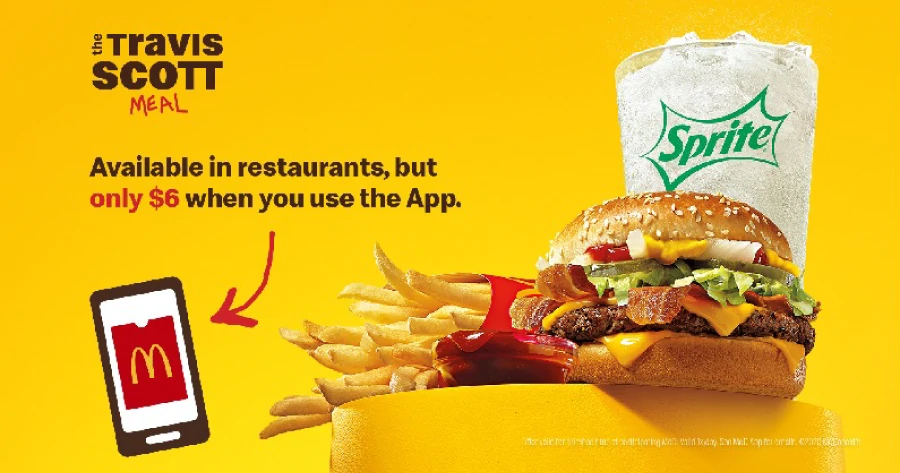 the Travis
SCOTT
MEAL
Available in restaurants, but
only $6 when you use the App.
Sprite